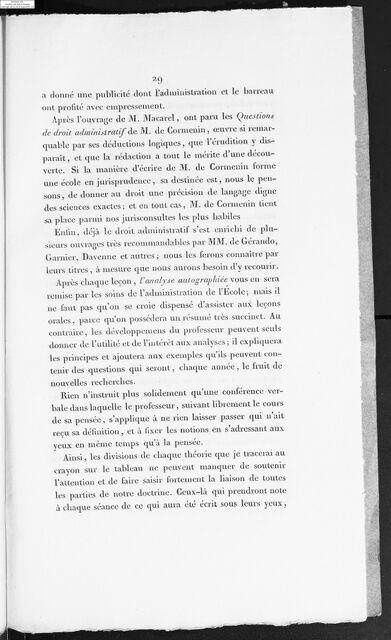 29
a donné une publicité dont l'administration et le barreau
ont profité avec empressement.
Après l'ouvrage de M. Macarel, ont paru les Questions
de droit administratif de M. de Cormenin, œuvre si remar-
quable par ses déductions logiques, que l'érudition y dis-
paraît, et que la rédaction a tout le mérite d'une décou-
verte. Si la manière d'écrire de M. de Cormenin forme
une école en jurisprudence, sa destinée est, nous le pen-
sons, de donner au droit une précision de langage digne
des sciences exactes; et en tout cas, M. de Cormenin tient
sa place parmi nos jurisconsultes les plus habiles
Enfin, déjà le droit administratif s'est enrichi de plu-
sieurs ouvrages très recommandables par MM. de Gérando,
Garnier, Davenne et autres; nous les ferons connaître par
leurs titres, à mesure que nous aurons besoin d'y recourir.
Après chaque leçon, l'analyse autographiée vous en sera
remise par les soins de l'administration de l'École; mais il
ne faut pas qu'on se croie dispensé d'assister aux leçons
orales, parce qu'on possédera un résumé très succinct. Au
contraire, les développemens du professeur peuvent seuls
donner de l'utilité et de l'intérêt aux analyses; il expliquera
les principes et ajoutera aux exemples qu'ils peuvent con-
tenir des questions qui seront, chaque année, le fruit de
nouvelles recherches.
Rien n'instruit plus solidement qu'une conférence ver-
bale dans laquelle le professeur, suivant librement le cours
de sa pensée, s'applique à ne rien laisser passer qui n'ait
reçu sa définition, et à fixer les notions en s'adressant aux
yeux en même temps qu'à la pensée.
Ainsi, les divisions de chaque théorie que je tracerai au
crayon sur le tableau ne peuvent manquer de soutenir
l'attention et de faire saisir fortement la liaison de toutes
les parties de notre doctrine. Ceux-là qui prendront note
à chaque séance de ce qui aura été écrit sous leurs yeux,